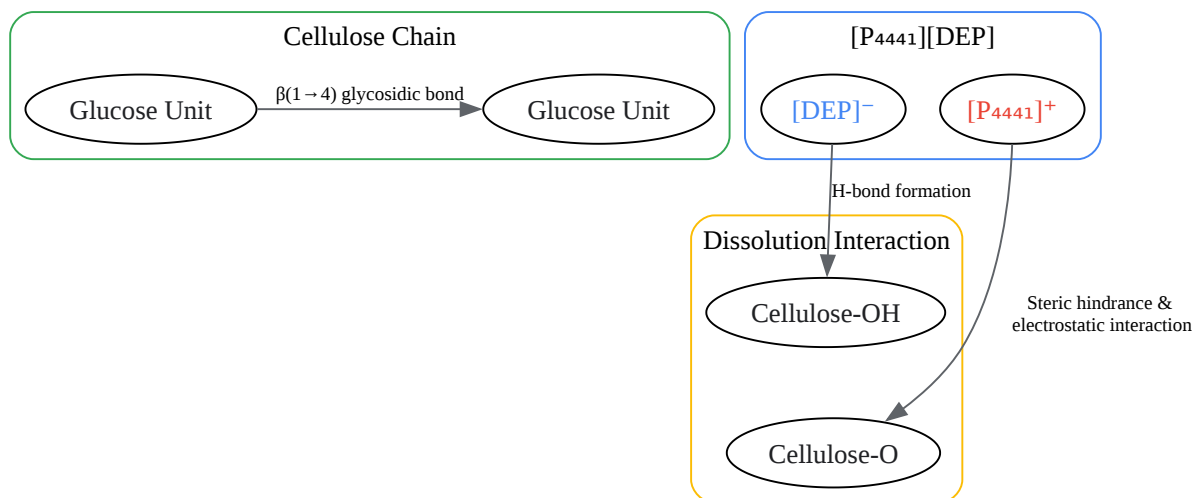 Cellulose Chain
Glucose Unit
β(1→4) glycosidic bond
Glucose Unit
[P₄₄₄₁][DEP]
[DEP]⁻
[P₄₄₄₁]⁺
H-bond formation
Dissolution Interaction
Cellulose-OH
Steric hindrance &
electrostatic interaction
Cellulose-O